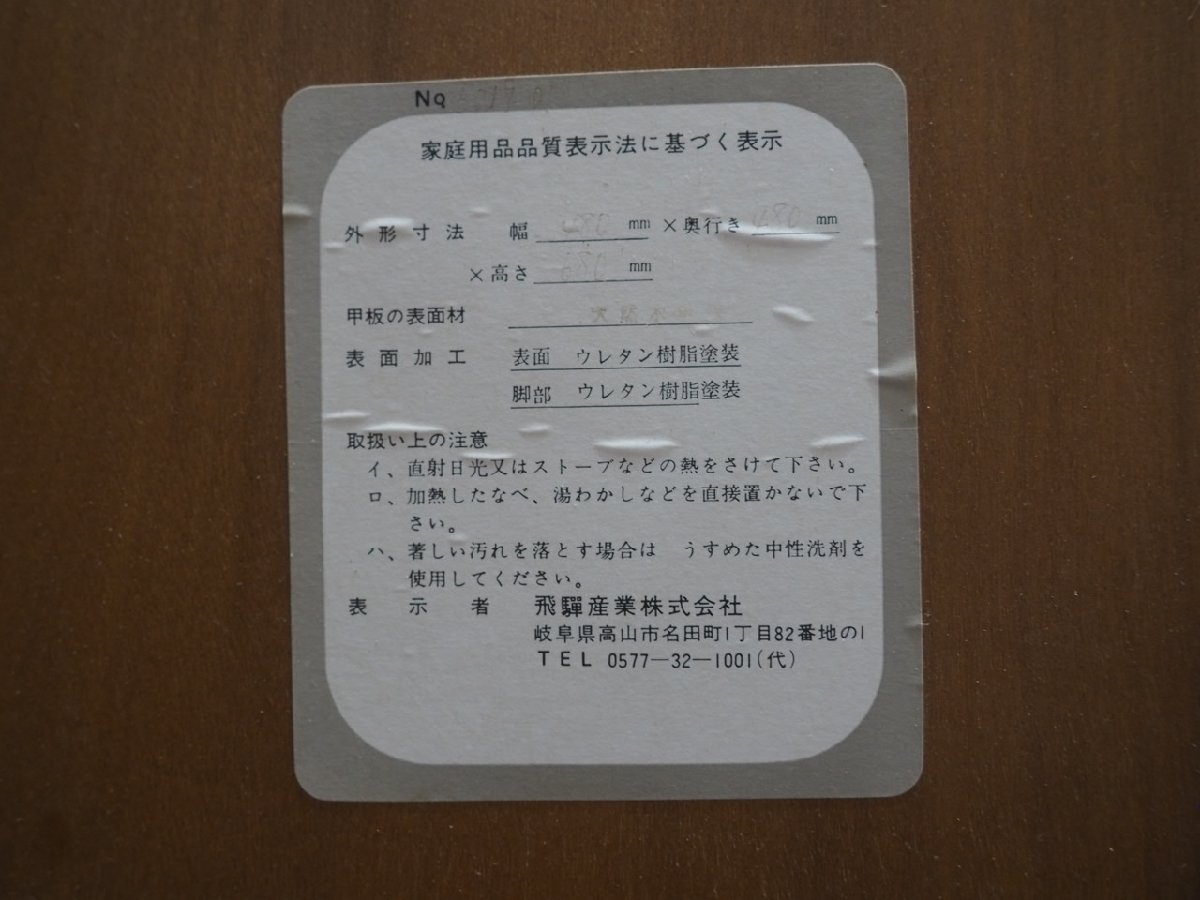 No
家庭用品品質表示法に基づく表示
外形寸法 幅 480 mm ×奥行き 480 mm
×高さ mm
甲板の表面材
表面加工 表面 ウレタン樹脂塗装
脚部 ウレタン樹脂塗装
取扱い上の注意
イ、直射日光又はストーブなどの熱をさけて下さい。
ロ、加熱したなべ、湯わかしなどを直接置かないで下
さい。
ハ、著しい汚れを落とす場合は うすめた中性洗剤を
使用してください。
表示者 飛驒産業株式会社
岐阜県高山市名田町1丁目82番地の1
TEL 0577-32-1001(代)